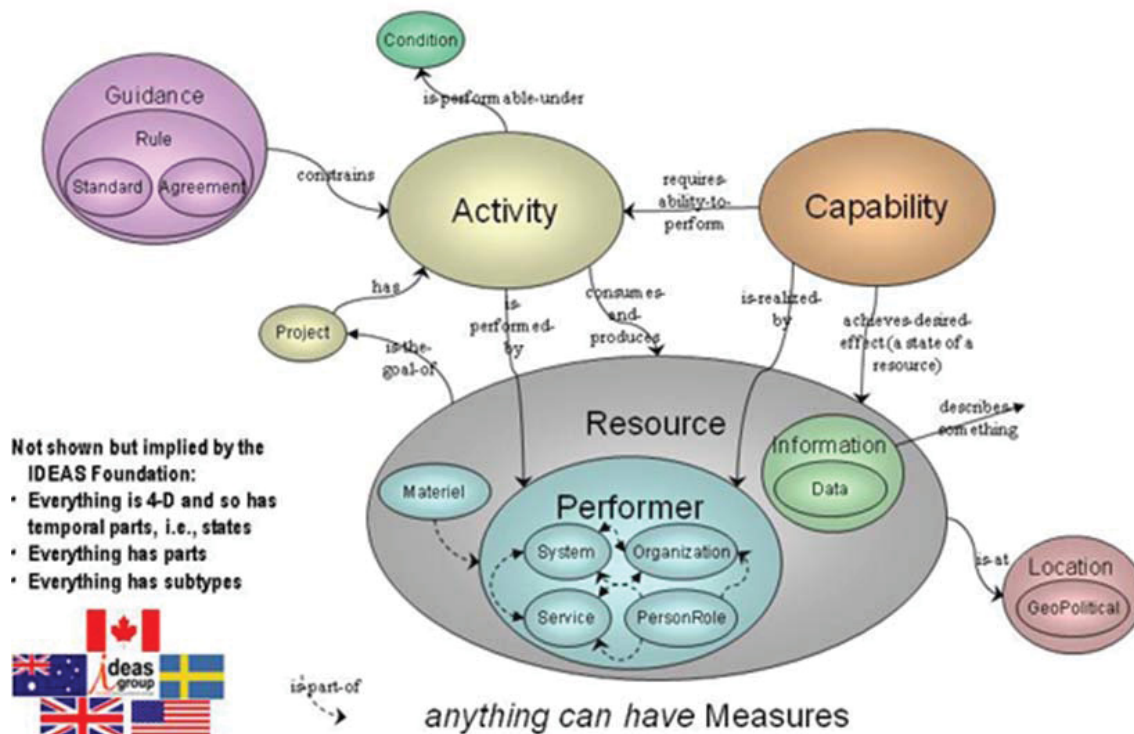 Condition
is-performable-under
Guidance
Rule
Standard
Agreement
constrains
Activity
requires-
ability-to-
perform
Capability
has
Project
is-the-
goal-of
is-
performed-
by
consumes-
and-
produces
is-realized-
by
achieves-desired-
effect (a state of a
resource)
Resource
describes-
something
Information
Data
Materiel
Performer
System
Organization
Service
PersonRole
is-at
Location
GeoPolitical
Not shown but implied by the
IDEAS Foundation:
• Everything is 4-D and so has
temporal parts, i.e., states
• Everything has parts
• Everything has subtypes
ideas
group
is-part-of
anything can have Measures